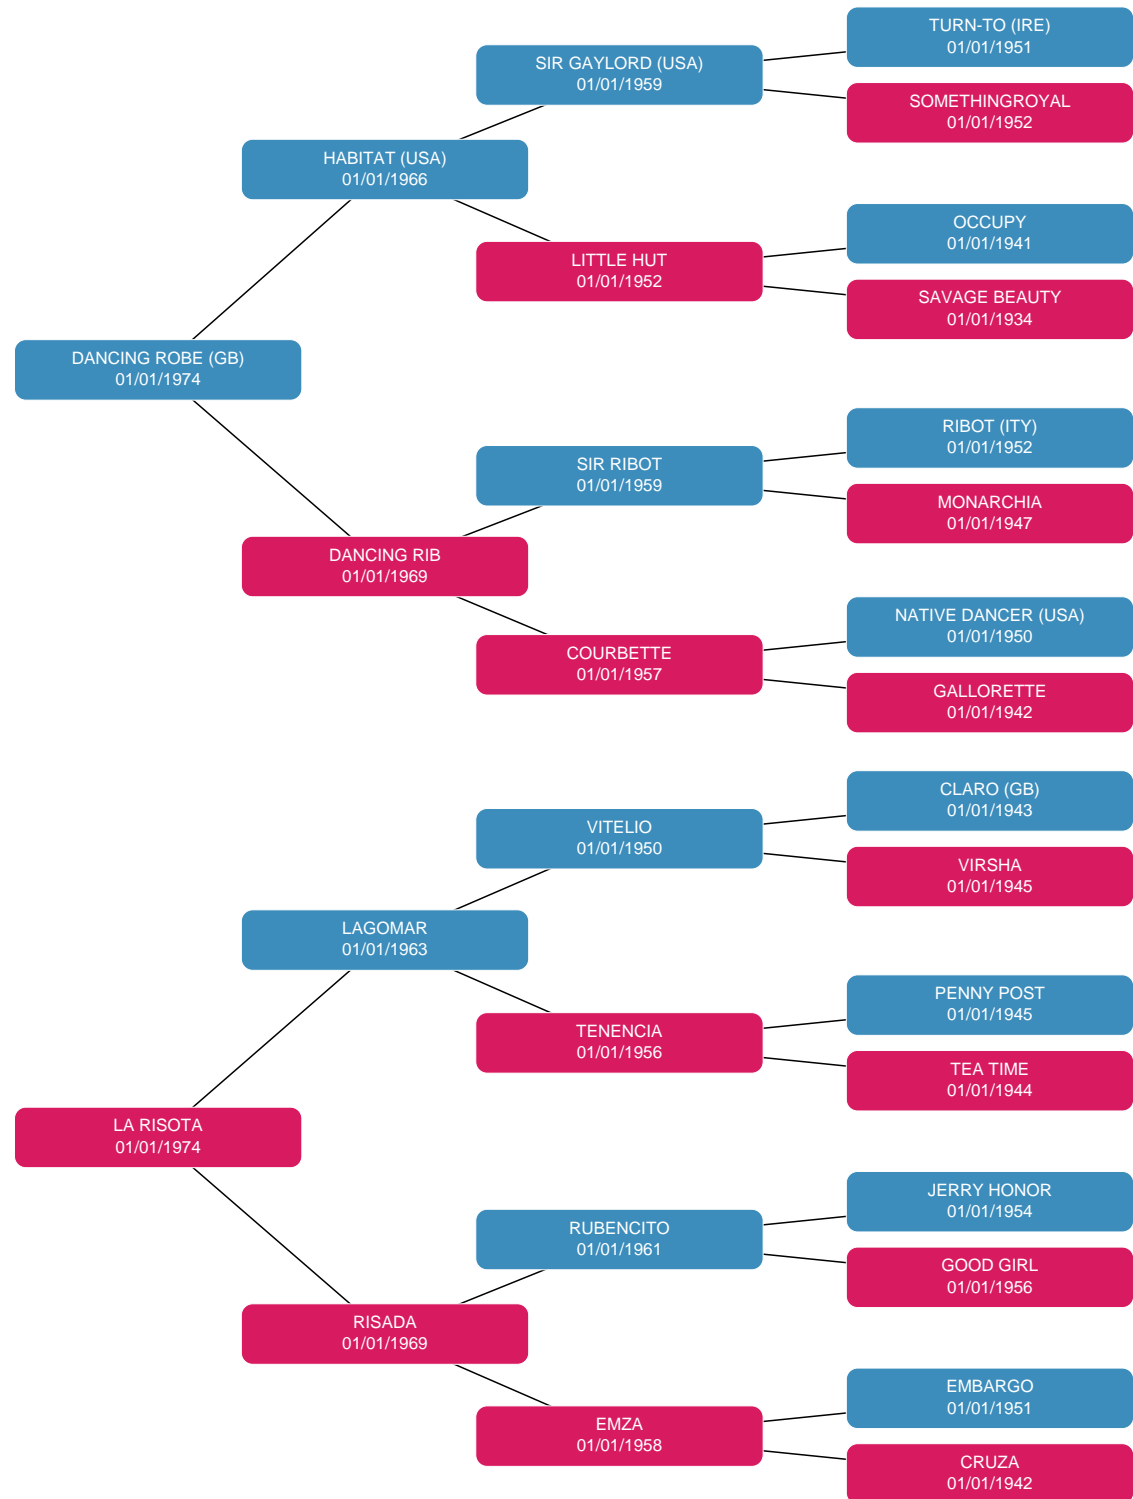 TURN-TO (IRE)
01/01/1951
SIR GAYLORD (USA)
01/01/1959
SOMETHINGROYAL
01/01/1952
HABITAT (USA)
01/01/1966
OCCUPY
01/01/1941
LITTLE HUT
01/01/1952
SAVAGE BEAUTY
01/01/1934
DANCING ROBE (GB)
01/01/1974
RIBOT (ITY)
01/01/1952
SIR RIBOT
01/01/1959
MONARCHIA
01/01/1947
DANCING RIB
01/01/1969
NATIVE DANCER (USA)
01/01/1950
COURBETTE
01/01/1957
GALLORETTE
01/01/1942
CLARO (GB)
01/01/1943
VITELIO
01/01/1950
VIRSHA
01/01/1945
LAGOMAR
01/01/1963
PENNY POST
01/01/1945
TENENCIA
01/01/1956
TEA TIME
01/01/1944
LA RISOTA
01/01/1974
JERRY HONOR
01/01/1954
RUBENCITO
01/01/1961
GOOD GIRL
01/01/1956
RISADA
01/01/1969
EMBARGO
01/01/1951
EMZA
01/01/1958
CRUZA
01/01/1942